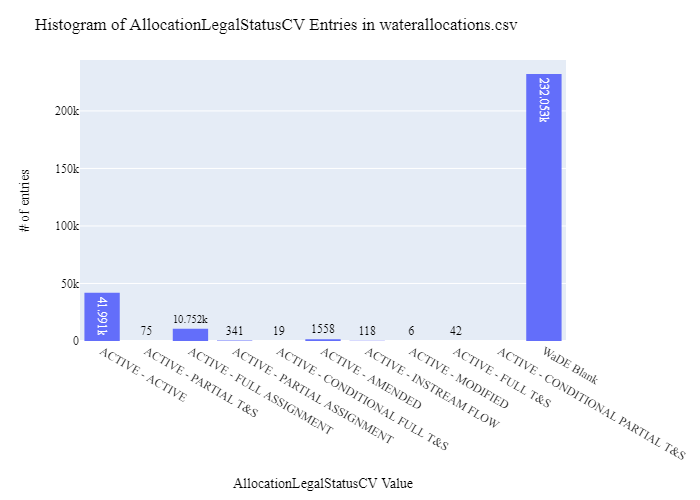 Histogram of AllocationLegalStatusCV Entries in waterallocations.csv
# of entries
200k
150k
100k
50k
0
41.991k
75
10.752k
341
19
1558
118
6
42
232.053k
ACTIVE - ACTIVE
ACTIVE - PARTIAL T&S
ACTIVE - FULL ASSIGNMENT
ACTIVE - PARTIAL ASSIGNMENT
ACTIVE - CONDITIONAL FULL T&S
ACTIVE - AMENDED
ACTIVE - INSTREAM FLOW
ACTIVE - MODIFIED
ACTIVE - FULL T&S
ACTIVE - CONDITIONAL PARTIAL T&S
WaDE Blank
AllocationLegalStatusCV Value